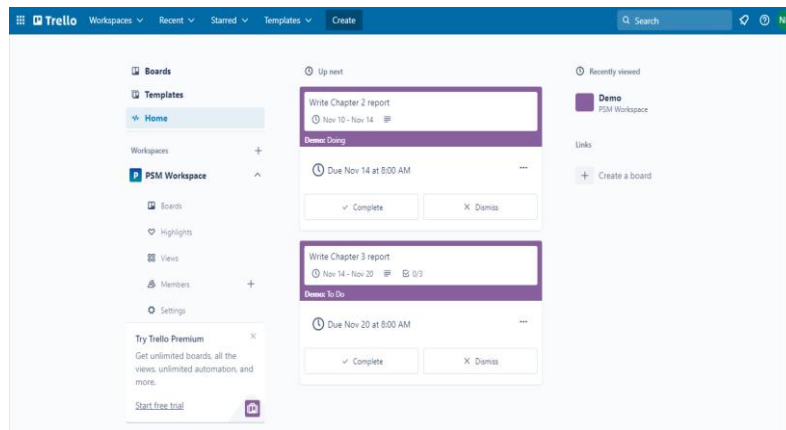 Trello Workspaces Recent Starred Templates Create Search
Boards
Templates
Home
Workspaces
P PSM Workspace
Boards
Highlights
Views
Members
Settings
Try Trello Premium
Get unlimited boards, all the
views, unlimited automation, and
more.
Start free trial
Up next
Write Chapter 2 report
Nov 10 - Nov 14
Demo: Doing
Due Nov 14 at 8:00 AM
Complete Dismiss
Write Chapter 3 report
Nov 14 - Nov 20 0/3
Demo: To Do
Due Nov 20 at 8:00 AM
Complete Dismiss
Recently viewed
Demo
PSM Workspace
Links
Create a board